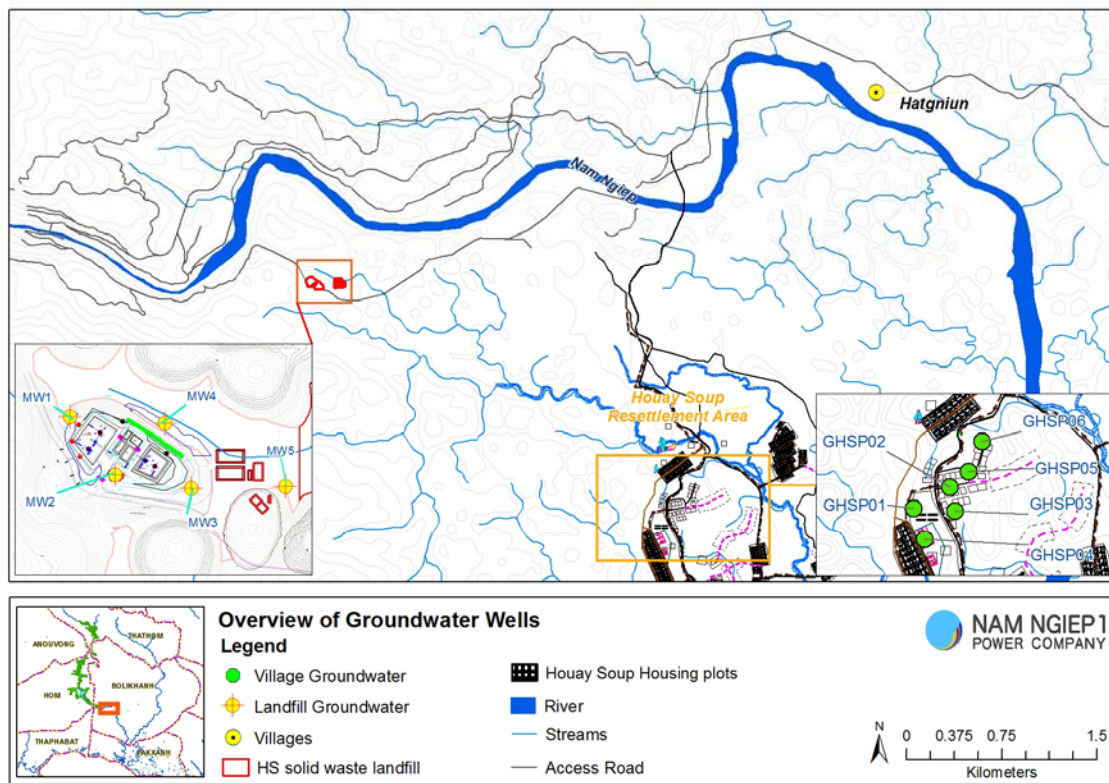 Hatgniun
Nam Ngiep
Houay Soup
Resettlement Area
MW1
MW4
MW5
MW2
MW3
GHSP06
GHSP02
GHSP05
GHSP01
GHSP03
GHSP04
Overview of Groundwater Wells
Legend
Village Groundwater
Landfill Groundwater
Villages
HS solid waste landfill
Houay Soup Housing plots
River
Streams
Access Road
NAM NGIEP 1
POWER COMPANY
N
0 0.375 0.75 1.5
Kilometers
ANOUVONG
THATHOM
HOM
BOLIKHANH
THAPHABAT
PAKXANH